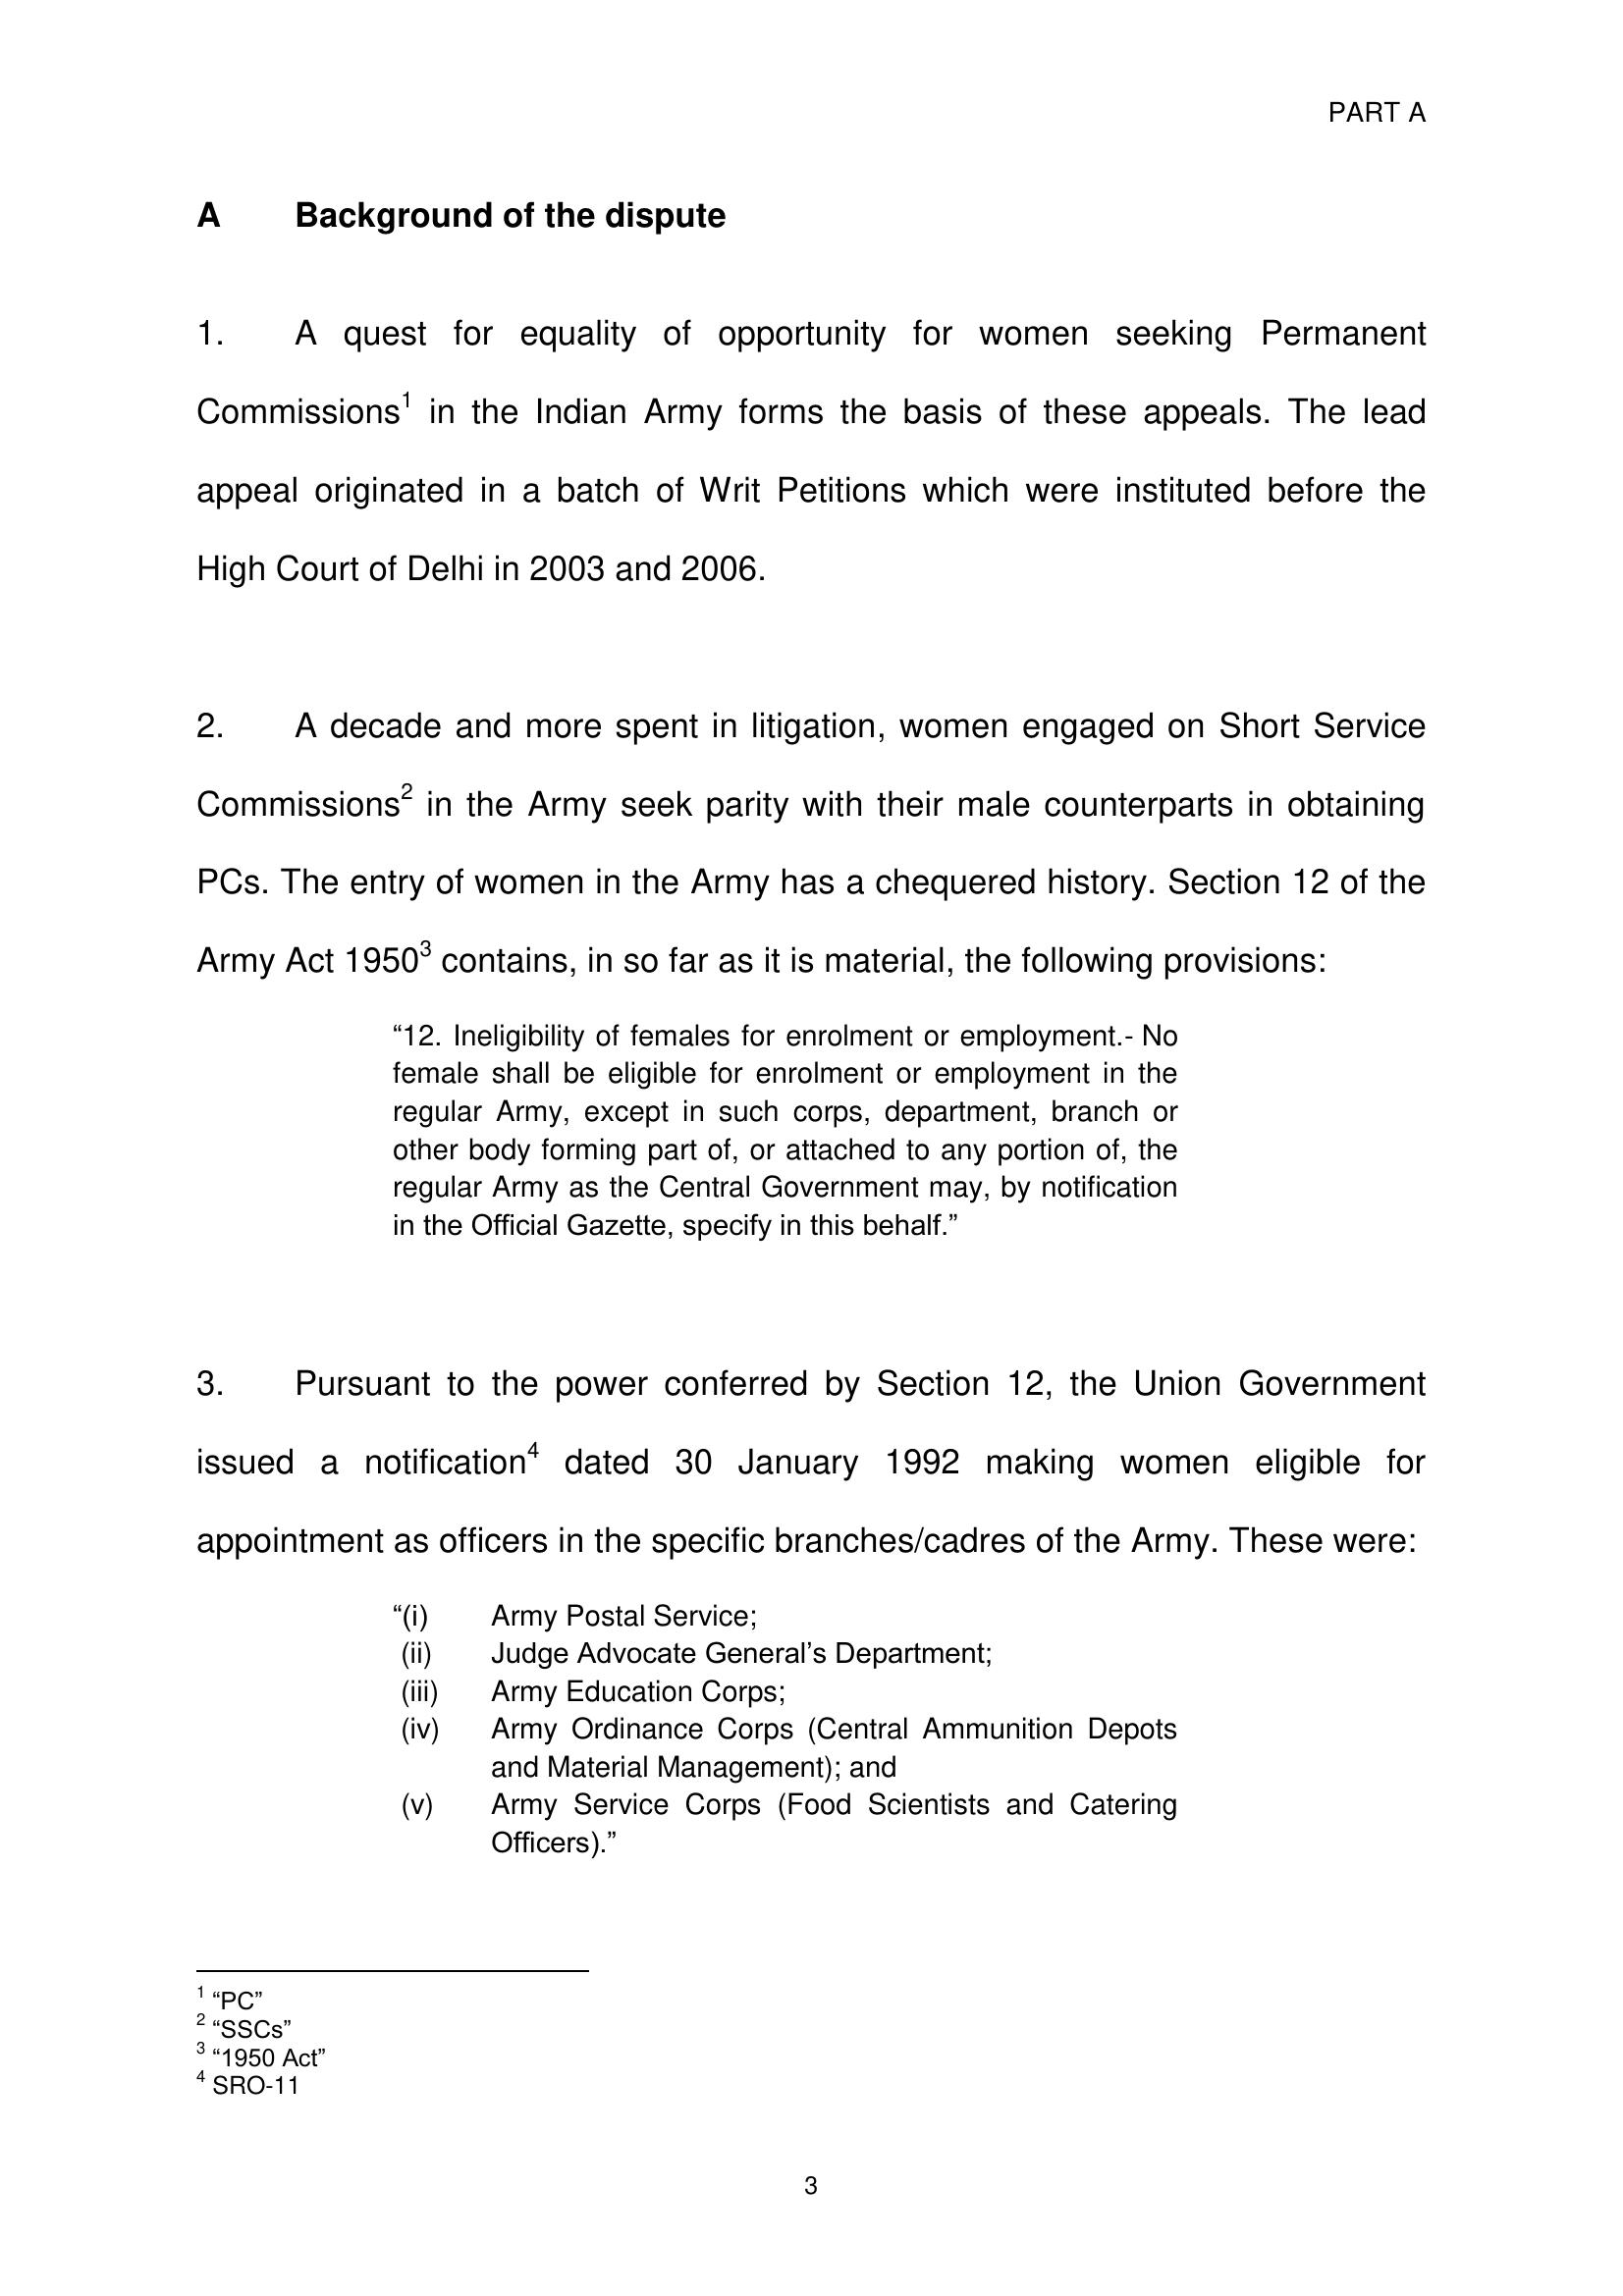 PART A
A Background of the dispute
1. A quest for equality of opportunity for women seeking Permanent
Commissions1 in the Indian Army forms the basis of these appeals. The lead
appeal originated in a batch of Writ Petitions which were instituted before the
High Court of Delhi in 2003 and 2006.
2. A decade and more spent in litigation, women engaged on Short Service
Commissions2 in the Army seek parity with their male counterparts in obtaining
PCs. The entry of women in the Army has a chequered history. Section 12 of the
Army Act 19503 contains, in so far as it is material, the following provisions:
“12. Ineligibility of females for enrolment or employment.- No
female shall be eligible for enrolment or employment in the
regular Army, except in such corps, department, branch or
other body forming part of, or attached to any portion of, the
regular Army as the Central Government may, by notification
in the Official Gazette, specify in this behalf.”
3. Pursuant to the power conferred by Section 12, the Union Government
issued a notification4 dated 30 January 1992 making women eligible for
appointment as officers in the specific branches/cadres of the Army. These were:
“(i) Army Postal Service;
(ii) Judge Advocate General’s Department;
(iii) Army Education Corps;
(iv) Army Ordinance Corps (Central Ammunition Depots
and Material Management); and
(v) Army Service Corps (Food Scientists and Catering
Officers).”
1 “PC”
2 “SSCs”
3 “1950 Act”
4 SRO-11
3